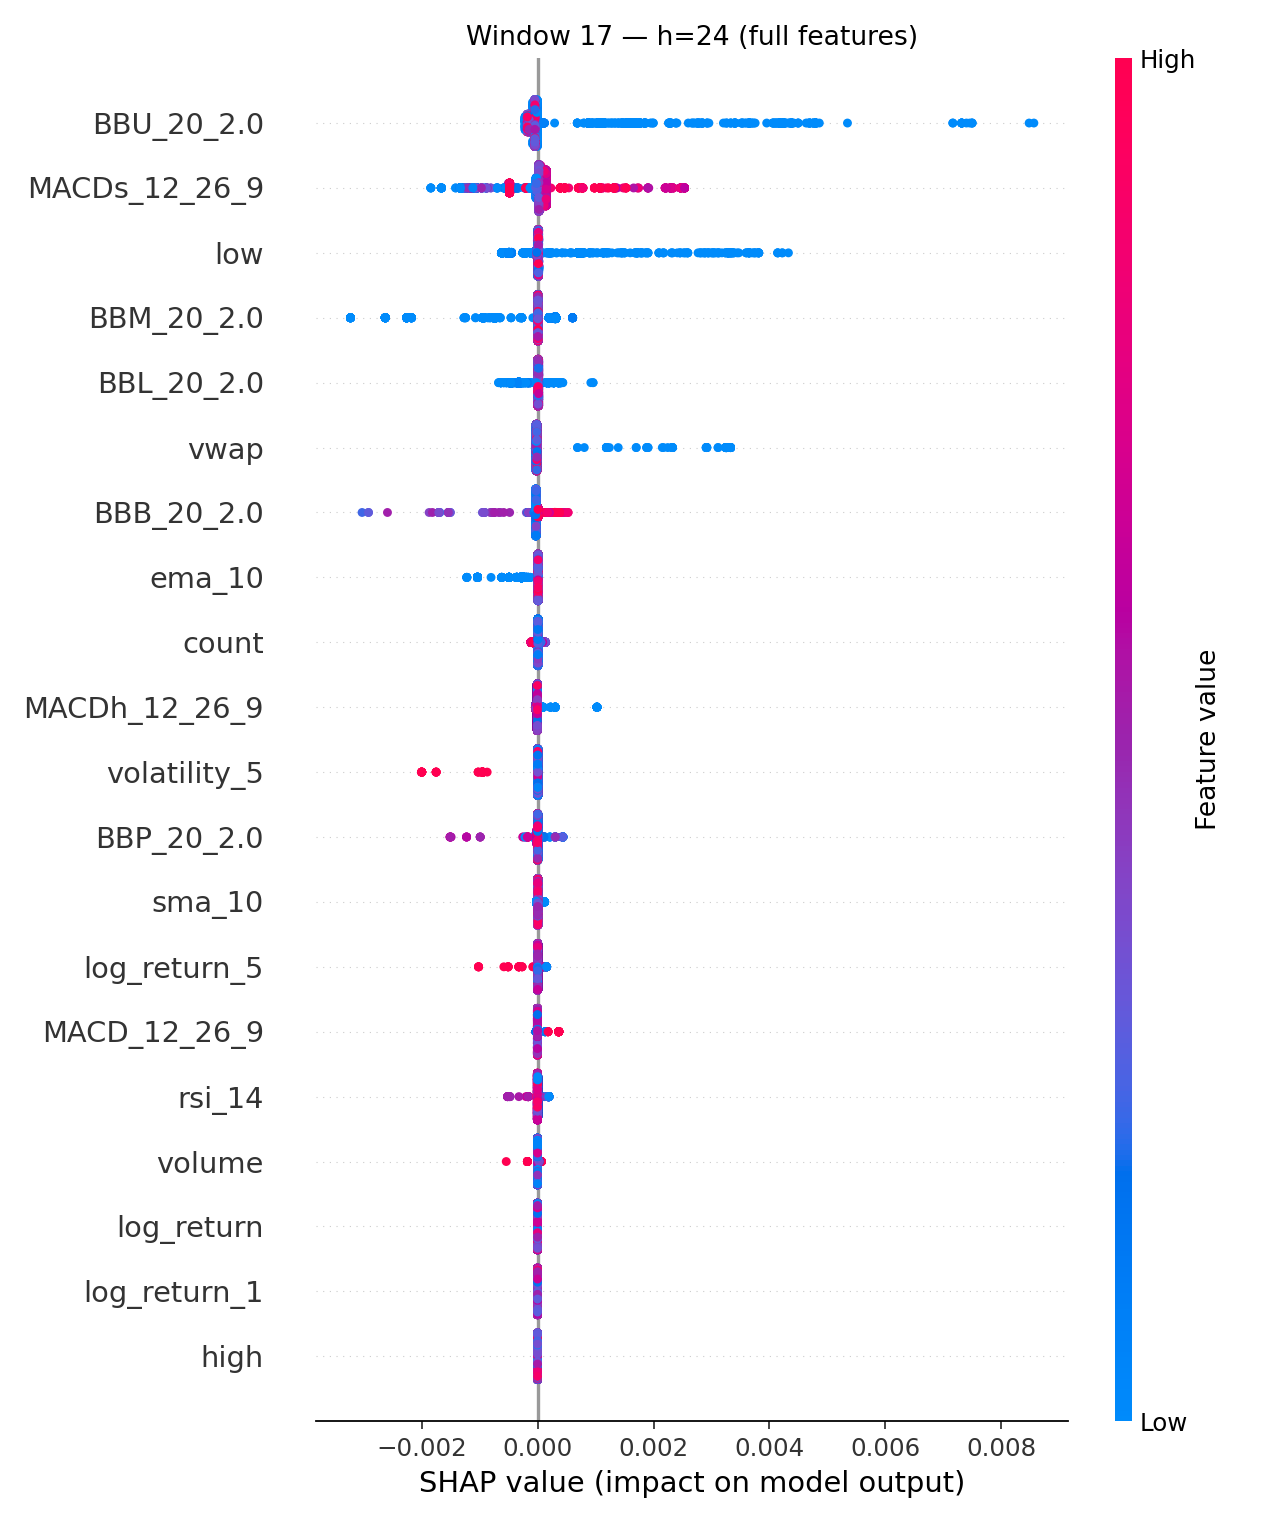 Window 17 — h=24 (full features)
High
BBU_20_2.0
MACDs_12_26_9
low
BBM_20_2.0
BBL_20_2.0
vwap
BBB_20_2.0
ema_10
count
MACDh_12_26_9
volatility_5
BBP_20_2.0
sma_10
log_return_5
MACD_12_26_9
rsi_14
volume
log_return
log_return_1
high
Feature value
Low
−0.002 0.000 0.002 0.004 0.006 0.008
SHAP value (impact on model output)